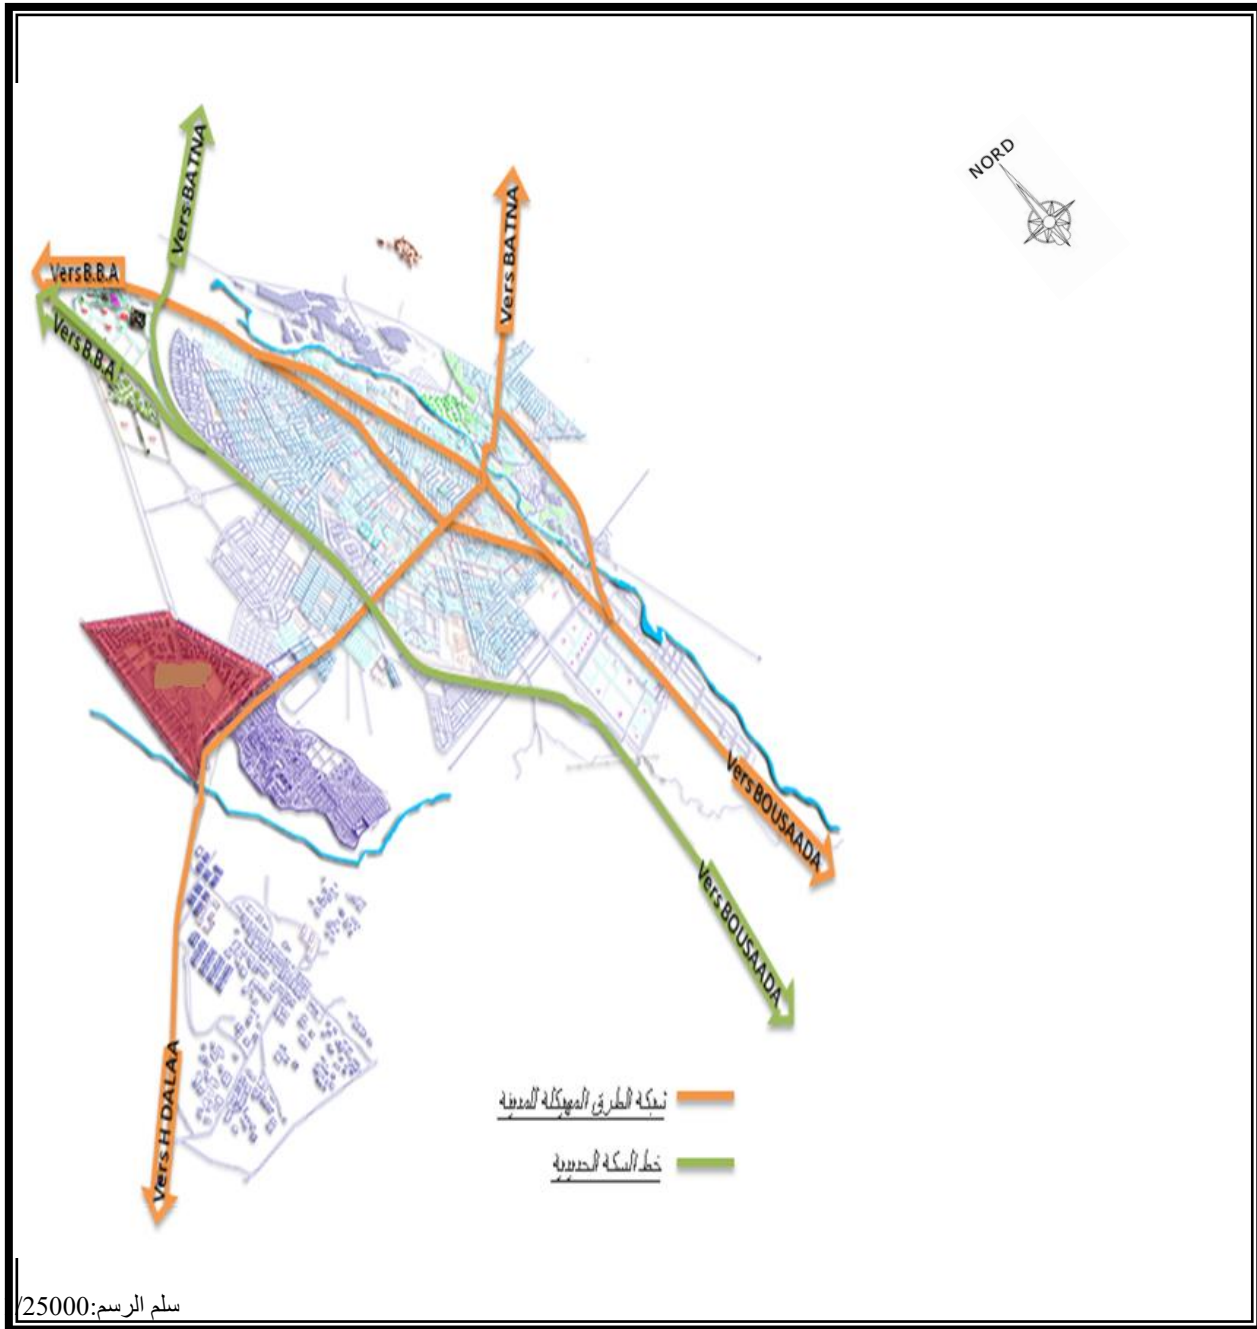 Vers BATNA
Vers BATNA
NORD
Vers B.B.A
Vers B.B.A
Vers BOUSAADA
Vers BOUSAADA
Vers H DALAA
شبكة الطرق المهيكلة للمدينة
خط السكة الحديدية
سلم الرسم:25000/